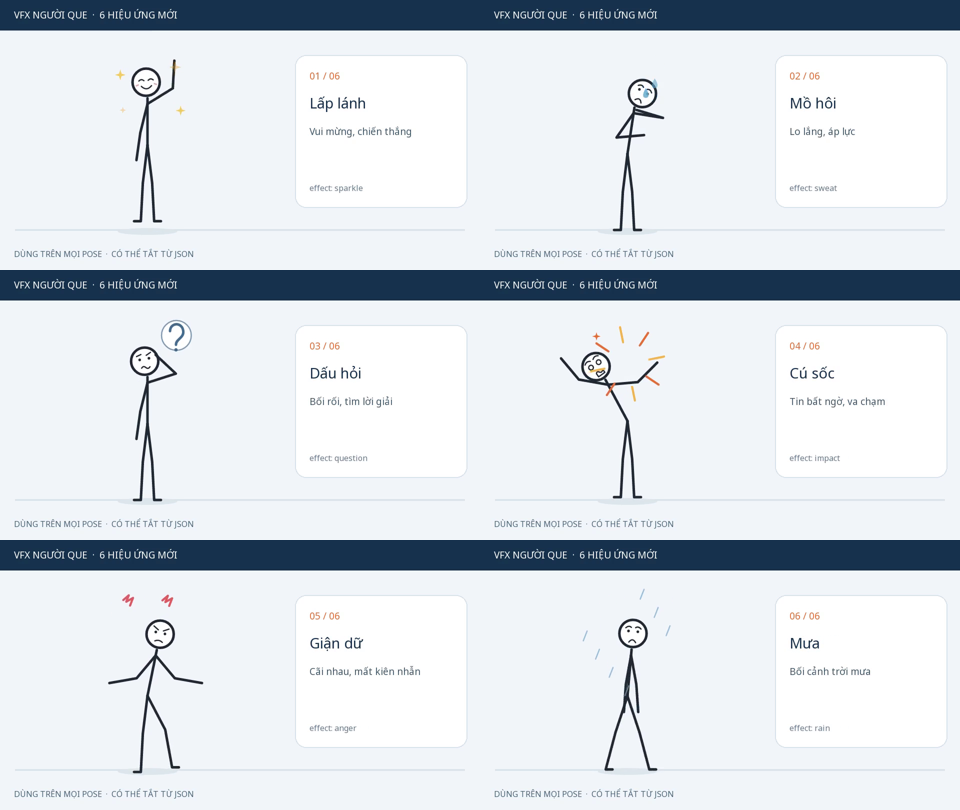 VFX NGƯỜI QUE · 6 HIỆU ỨNG MỚI
01 / 06
Lấp lánh
Vui mừng, chiến thắng
effect: sparkle
DÙNG TRÊN MỌI POSE · CÓ THỂ TẮT TỪ JSON
VFX NGƯỜI QUE · 6 HIỆU ỨNG MỚI
02 / 06
Mồ hôi
Lo lắng, áp lực
effect: sweat
DÙNG TRÊN MỌI POSE · CÓ THỂ TẮT TỪ JSON
VFX NGƯỜI QUE · 6 HIỆU ỨNG MỚI
?
03 / 06
Dấu hỏi
Bối rối, tìm lời giải
effect: question
DÙNG TRÊN MỌI POSE · CÓ THỂ TẮT TỪ JSON
VFX NGƯỜI QUE · 6 HIỆU ỨNG MỚI
04 / 06
Cú sốc
Tin bất ngờ, va chạm
effect: impact
DÙNG TRÊN MỌI POSE · CÓ THỂ TẮT TỪ JSON
VFX NGƯỜI QUE · 6 HIỆU ỨNG MỚI
05 / 06
Giận dữ
Cãi nhau, mất kiên nhẫn
effect: anger
DÙNG TRÊN MỌI POSE · CÓ THỂ TẮT TỪ JSON
VFX NGƯỜI QUE · 6 HIỆU ỨNG MỚI
06 / 06
Mưa
Bối cảnh trời mưa
effect: rain
DÙNG TRÊN MỌI POSE · CÓ THỂ TẮT TỪ JSON